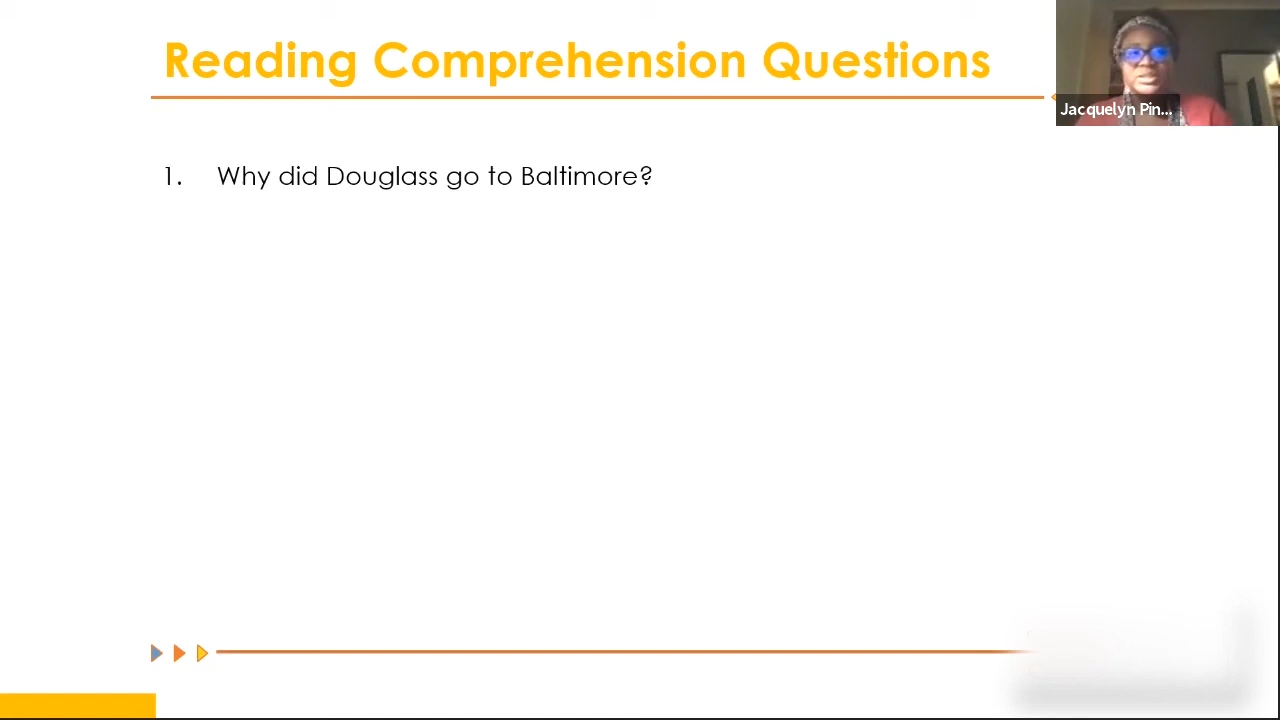 Reading Comprehension Questions
Jacquelyn Pin...
1. Why did Douglass go to Baltimore?